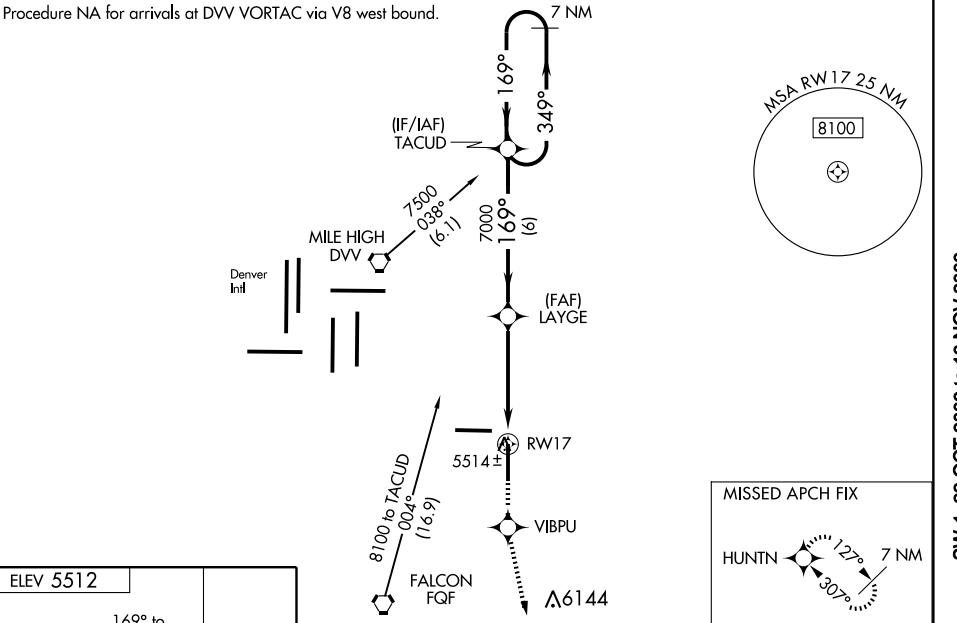 Procedure NA for arrivals at DVV VORTAC via V8 west bound.
7 NM
169°
349°
(IF/IAF)
TACUD
MSA RW17 25 NM
8100
7500
038°
(6.1)
7000
169°
(6)
MILE HIGH
DVV
Denver
Intl
(FAF)
LAYGE
RW17
5514±
8100 to TACUD
004°
(16.9)
VIBPU
FALCON
FQF
6144
MISSED APCH FIX
HUNTN
127°
307°
7 NM
ELEV 5512
169° to